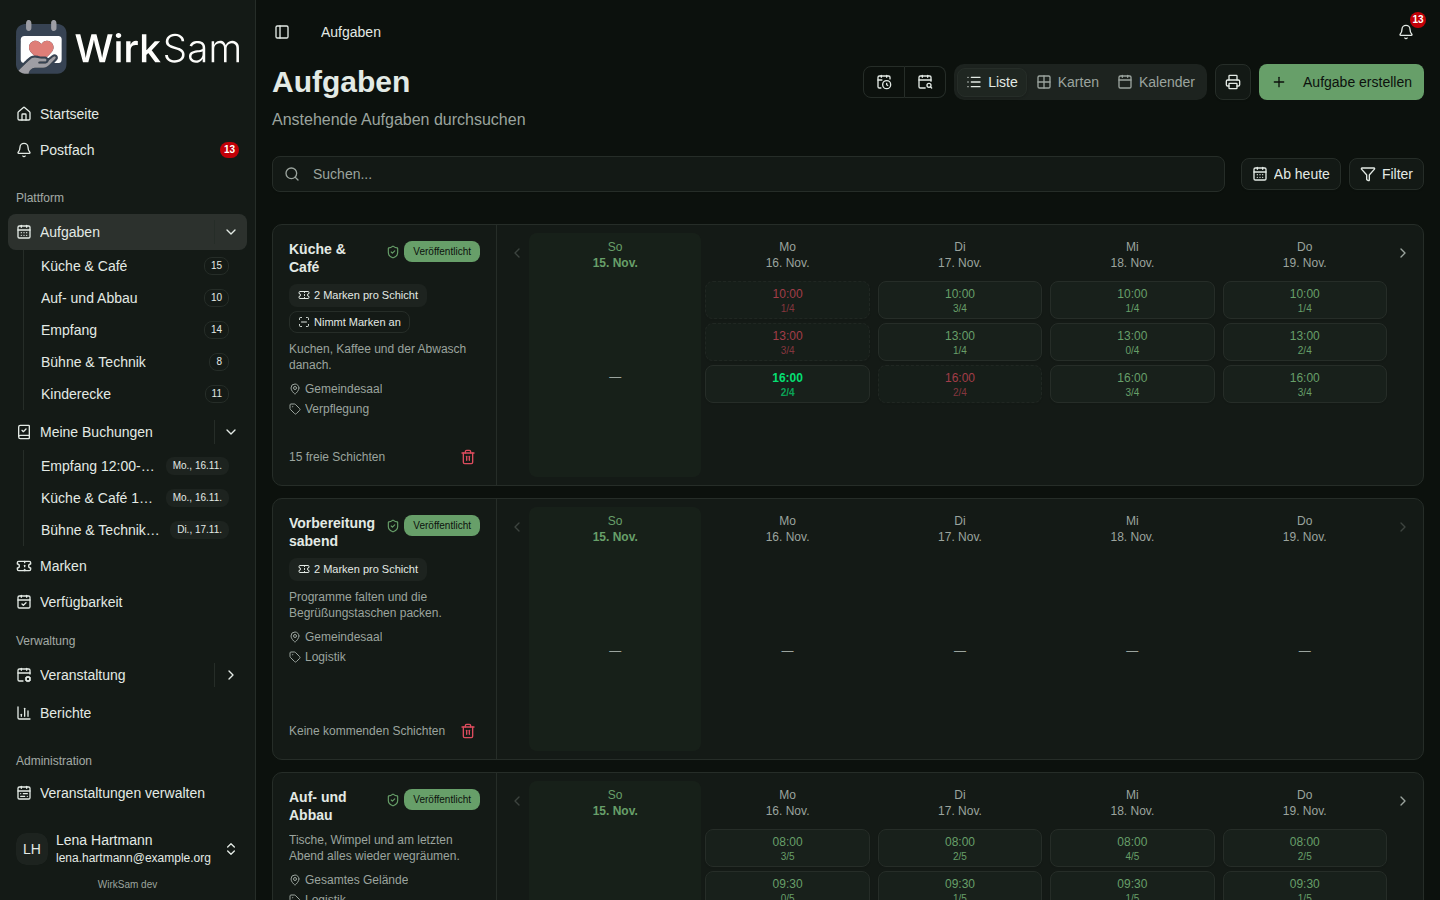 WirkSam
Startseite
Postfach
13
Plattform
Aufgaben
Küche & Café
15
Auf- und Abbau
10
Empfang
14
Bühne & Technik
8
Kinderecke
11
Meine Buchungen
Empfang 12:00-…
Mo., 16.11.
Küche & Café 1…
Mo., 16.11.
Bühne & Technik…
Di., 17.11.
Marken
Verfügbarkeit
Verwaltung
Veranstaltung
Berichte
Administration
Veranstaltungen verwalten
LH
Lena Hartmann
lena.hartmann@example.org
WirkSam dev
Aufgaben
13
Aufgaben
Anstehende Aufgaben durchsuchen
Liste
Karten
Kalender
Aufgabe erstellen
Suchen...
Ab heute
Filter
Küche &
Café
Veröffentlicht
2 Marken pro Schicht
Nimmt Marken an
Kuchen, Kaffee und der Abwasch
danach.
Gemeindesaal
Verpflegung
15 freie Schichten
So
15. Nov.
—
Mo
16. Nov.
10:00
1/4
13:00
3/4
16:00
2/4
Di
17. Nov.
10:00
3/4
13:00
1/4
16:00
2/4
Mi
18. Nov.
10:00
1/4
13:00
0/4
16:00
3/4
Do
19. Nov.
10:00
1/4
13:00
2/4
16:00
3/4
Vorbereitung
sabend
Veröffentlicht
2 Marken pro Schicht
Programme falten und die
Begrüßungstaschen packen.
Gemeindesaal
Logistik
Keine kommenden Schichten
So
15. Nov.
—
Mo
16. Nov.
—
Di
17. Nov.
—
Mi
18. Nov.
—
Do
19. Nov.
—
Auf- und
Abbau
Veröffentlicht
Tische, Wimpel und am letzten
Abend alles wieder wegräumen.
Gesamtes Gelände
Logistik
So
15. Nov.
Mo
16. Nov.
08:00
3/5
09:30
0/5
Di
17. Nov.
08:00
2/5
09:30
1/5
Mi
18. Nov.
08:00
4/5
09:30
1/5
Do
19. Nov.
08:00
2/5
09:30
1/5